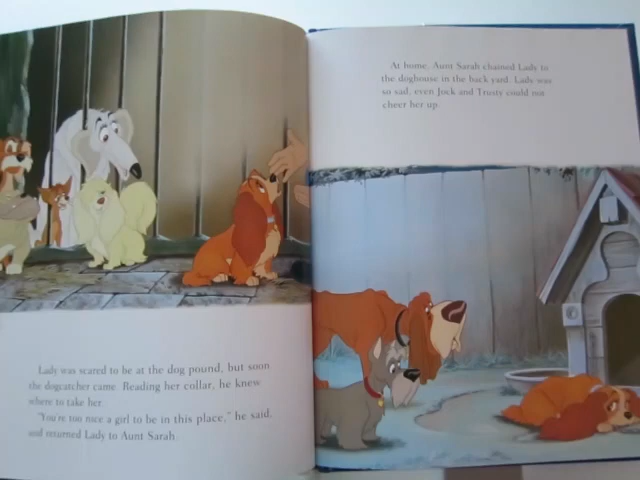 Lady was scared to be at the dog pound, but soon
the dogcatcher came. Reading her collar, he knew
where to take her.
"You're too nice a girl to be in this place," he said,
and returned Lady to Aunt Sarah.
At home, Aunt Sarah chained Lady to
the doghouse in the back yard. Lady was
so sad, even Jock and Trusty could not
cheer her up.